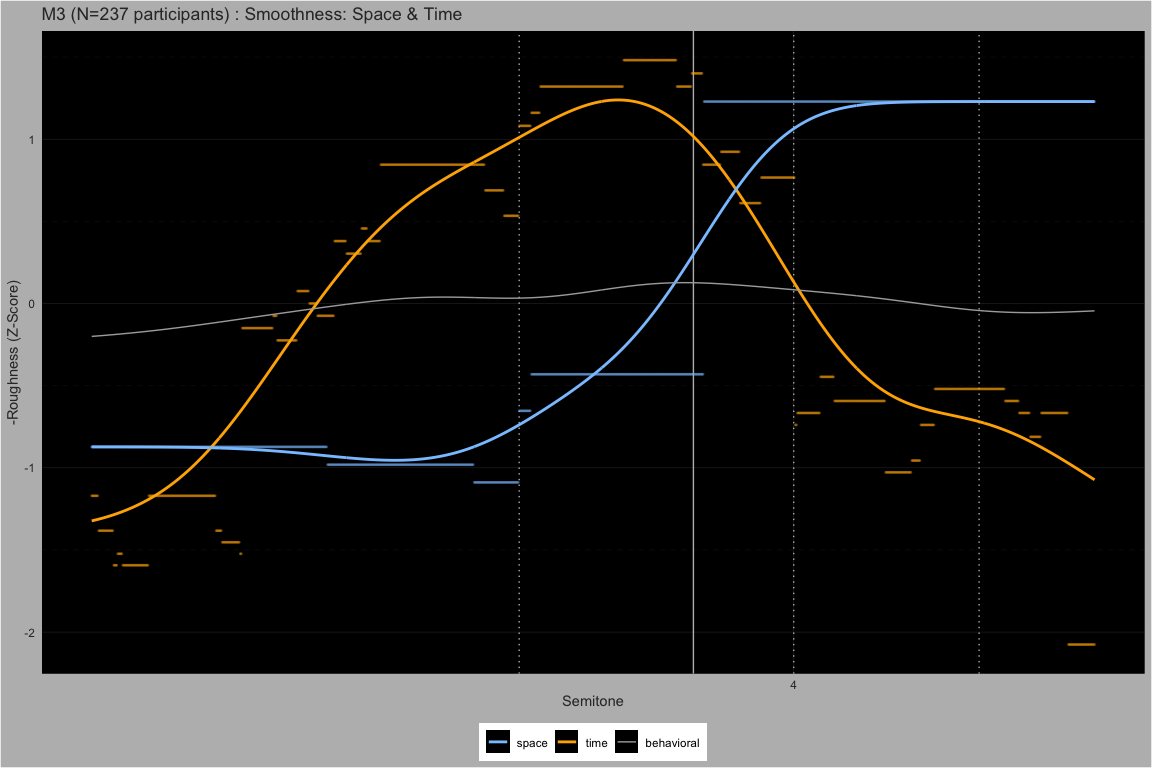 M3 (N=237 participants) : Smoothness: Space & Time
-Roughness (Z-Score)
1
0
-1
-2
4
Semitone
space time behavioral